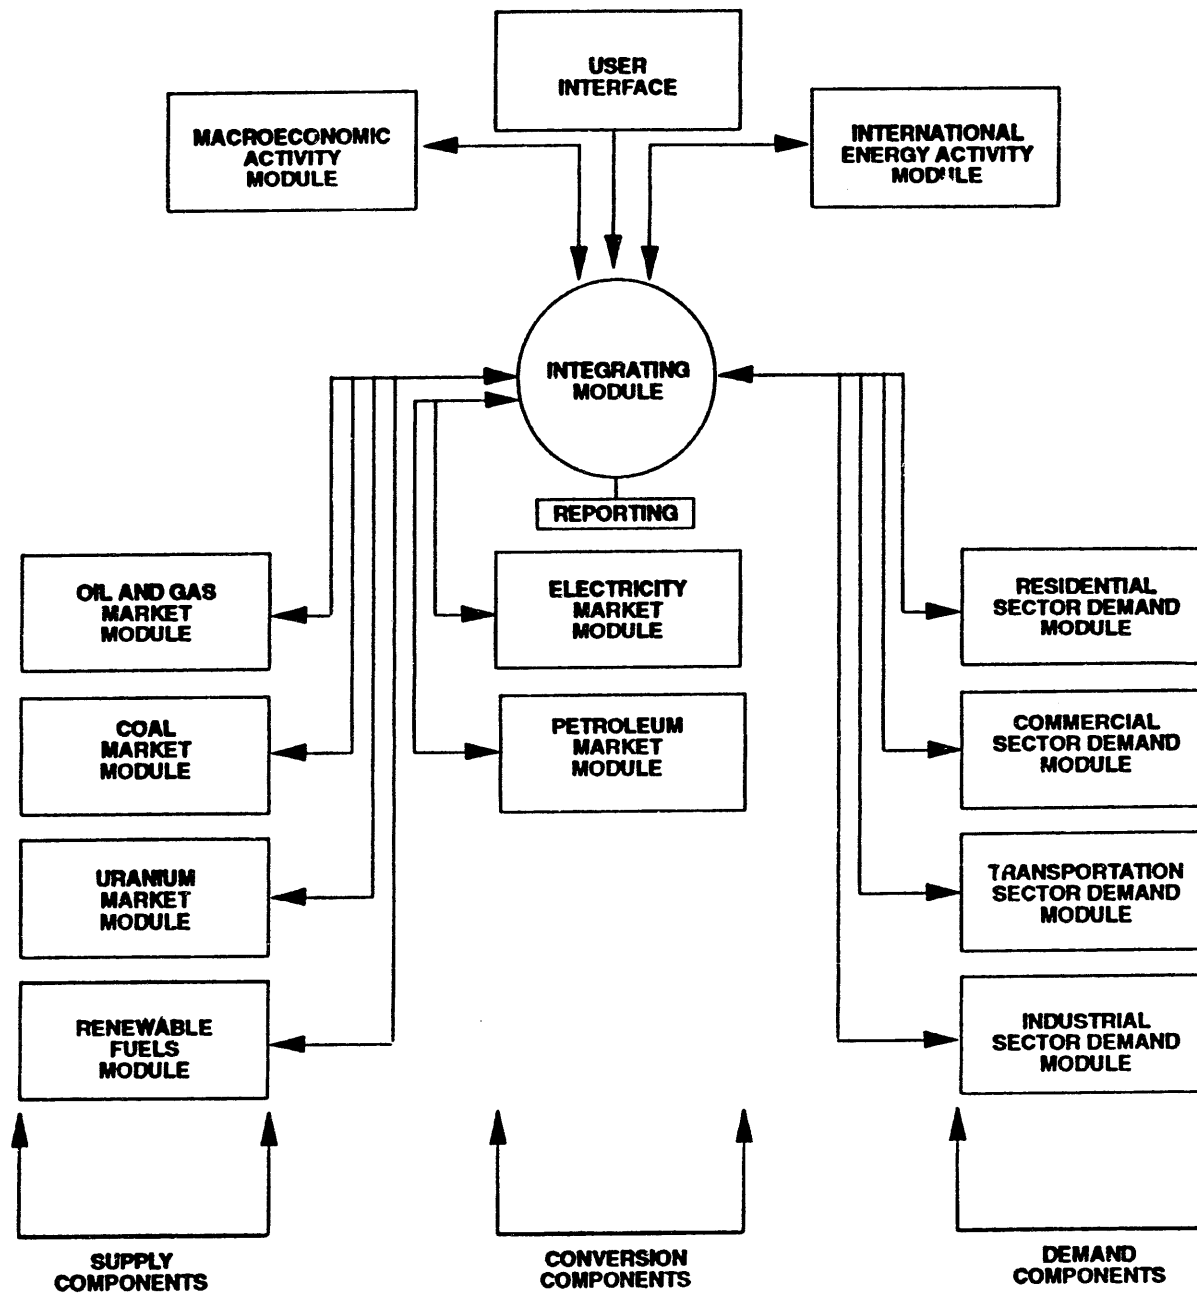 USER
INTERFACE
MACROECONOMIC
ACTIVITY
MODULE
INTERNATIONAL
ENERGY ACTIVITY
MODULE
INTEGRATING
MODULE
REPORTING
OIL AND GAS
MARKET
MODULE
ELECTRICITY
MARKET
MODULE
RESIDENTIAL
SECTOR DEMAND
MODULE
COAL
MARKET
MODULE
PETROLEUM
MARKET
MODULE
COMMERCIAL
SECTOR DEMAND
MODULE
URANIUM
MARKET
MODULE
TRANSPORTATION
SECTOR DEMAND
MODULE
RENEWABLE
FUELS
MODULE
INDUSTRIAL
SECTOR DEMAND
MODULE
SUPPLY
COMPONENTS
CONVERSION
COMPONENTS
DEMAND
COMPONENTS